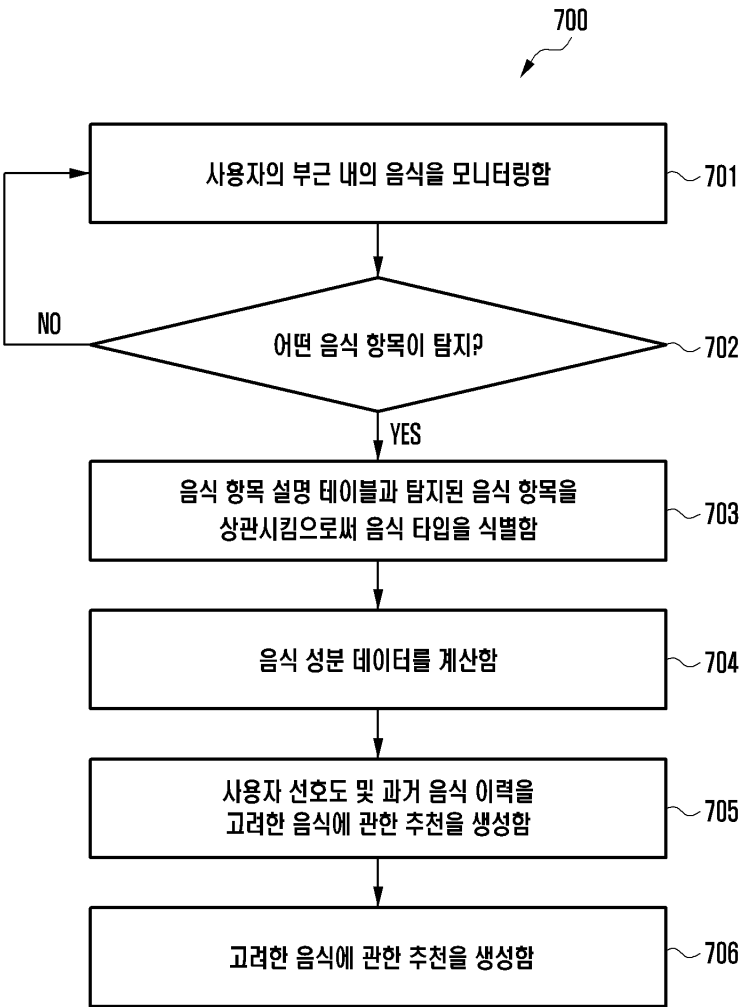 700
사용자의 부근 내의 음식을 모니터링함
701
NO
어떤 음식 항목이 탐지?
702
YES
음식 항목 설명 테이블과 탐지된 음식 항목을
상관시킴으로써 음식 타입을 식별함
703
음식 성분 데이터를 계산함
704
사용자 선호도 및 과거 음식 이력을
고려한 음식에 관한 추천을 생성함
705
고려한 음식에 관한 추천을 생성함
706